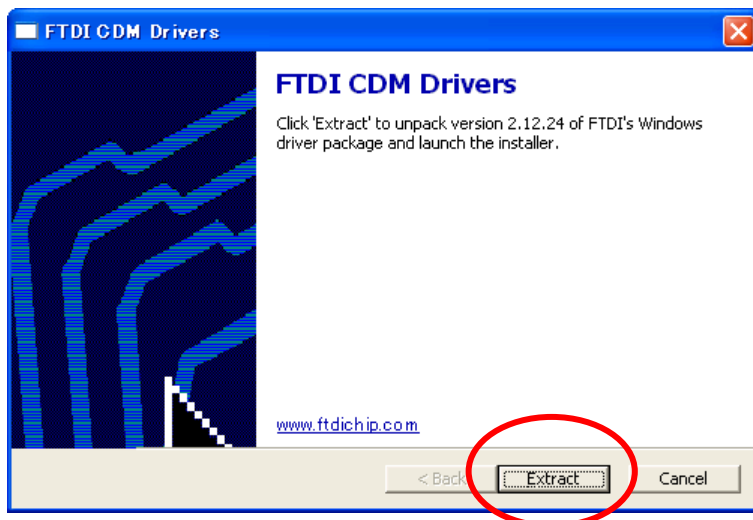 FTDI CDM Drivers
FTDI CDM Drivers
Click 'Extract' to unpack version 2.12.24 of FTDI's Windows
driver package and launch the installer.
www.ftdichip.com
< Back Extract Cancel